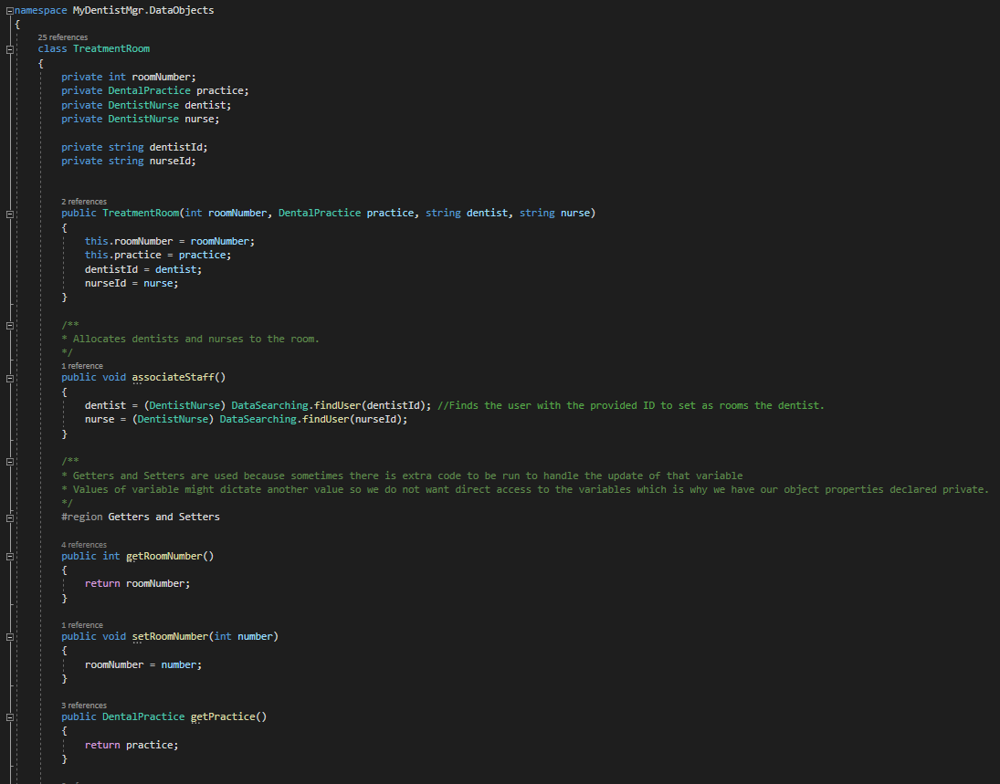 namespace MyDentistMgr.DataObjects
{
25 references
class TreatmentRoom
{
private int roomNumber;
private DentalPractice practice;
private DentistNurse dentist;
private DentistNurse nurse;
private string dentistId;
private string nurseId;
2 references
public TreatmentRoom(int roomNumber, DentalPractice practice, string dentist, string nurse)
{
this.roomNumber = roomNumber;
this.practice = practice;
dentistId = dentist;
nurseId = nurse;
}
/**
* Allocates dentists and nurses to the room.
*/
1 reference
public void associateStaff()
{
dentist = (DentistNurse) DataSearching.findUser(dentistId); //Finds the user with the provided ID to set as rooms the dentist.
nurse = (DentistNurse) DataSearching.findUser(nurseId);
}
/**
* Getters and Setters are used because sometimes there is extra code to be run to handle the update of that variable
* Values of variable might dictate another value so we do not want direct access to the variables which is why we have our object properties declared private.
*/
#region Getters and Setters
4 references
public int getRoomNumber()
{
return roomNumber;
}
1 reference
public void setRoomNumber(int number)
{
roomNumber = number;
}
3 references
public DentalPractice getPractice()
{
return practice;
}